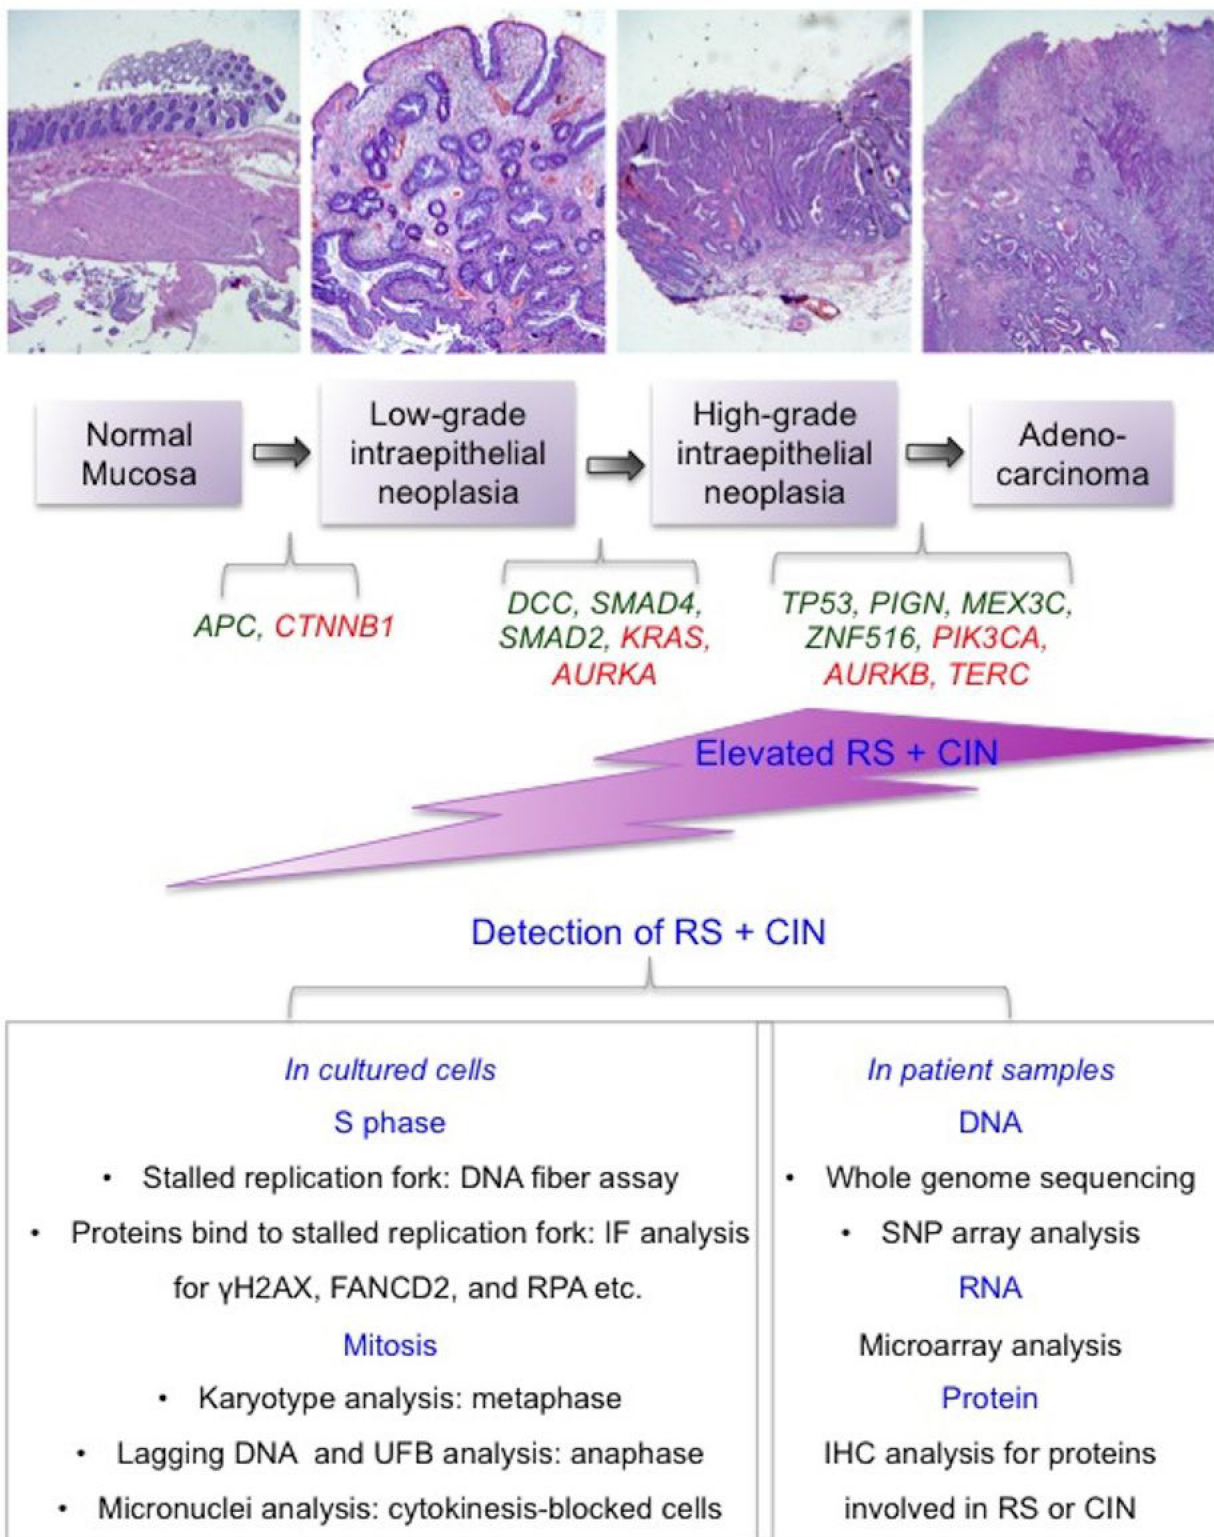 Normal
Mucosa
Low-grade
intraepithelial
neoplasia
High-grade
intraepithelial
neoplasia
Adeno-
carcinoma
APC, CTNNB1
DCC, SMAD4,
SMAD2, KRAS,
AURKA
TP53, PIGN, MEX3C,
ZNF516, PIK3CA,
AURKB, TERC
Elevated RS + CIN
Detection of RS + CIN
In cultured cells
S phase
• Stalled replication fork: DNA fiber assay
• Proteins bind to stalled replication fork: IF analysis
for γH2AX, FANCD2, and RPA etc.
Mitosis
• Karyotype analysis: metaphase
• Lagging DNA and UFB analysis: anaphase
• Micronuclei analysis: cytokinesis-blocked cells
In patient samples
DNA
• Whole genome sequencing
• SNP array analysis
RNA
Microarray analysis
Protein
IHC analysis for proteins
involved in RS or CIN